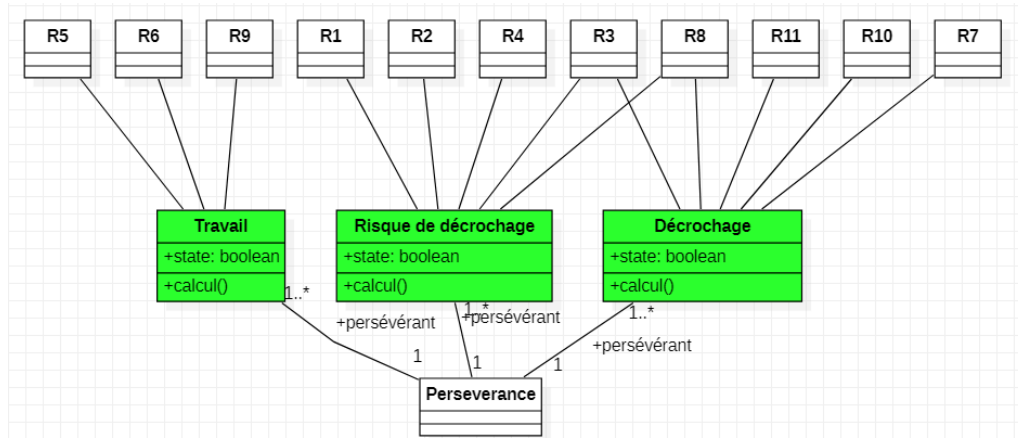 R5 R6 R9 R1 R2 R4 R3 R8 R11 R10 R7
Travail Risque de décrochage Décrochage
+state: boolean +state: boolean +state: boolean
+calcul() +calcul() +calcul()
1..* 1..* 1..*
+persévérant +persévérant +persévérant
1 1 1
Perseverance